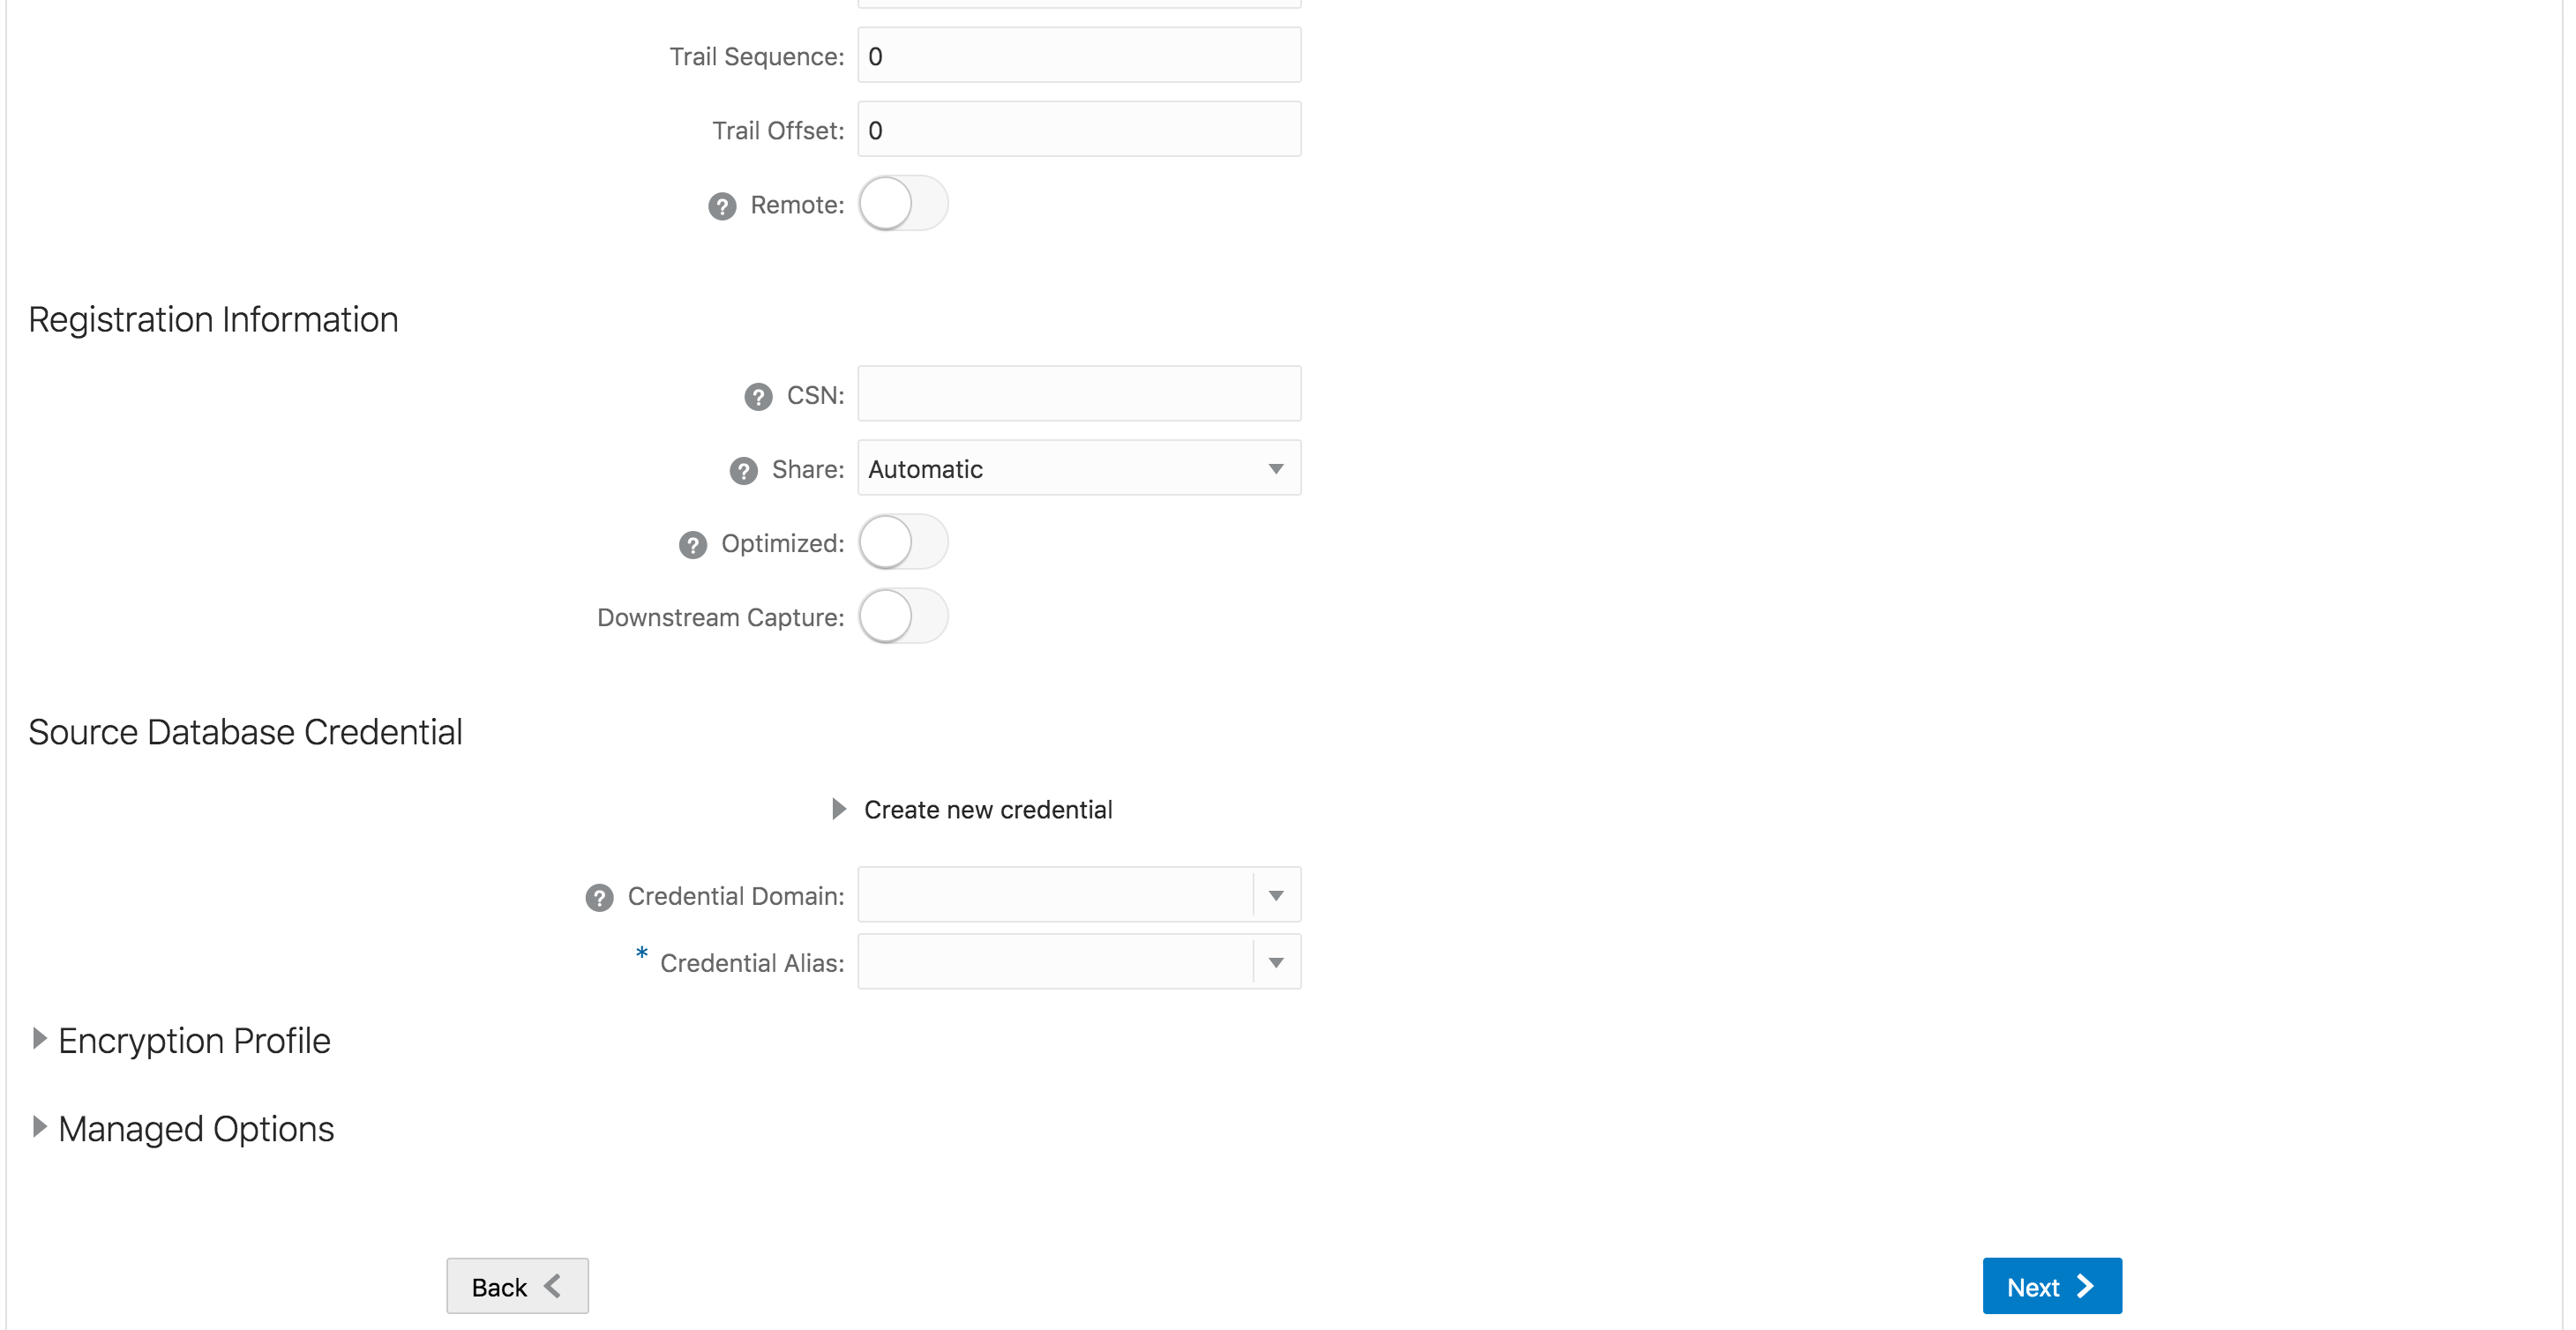 Trail Sequence: 0
Trail Offset: 0
? Remote:
Registration Information
? CSN:
? Share: Automatic
? Optimized:
Downstream Capture:
Source Database Credential
Create new credential
? Credential Domain:
* Credential Alias:
Encryption Profile
Managed Options
Back
Next